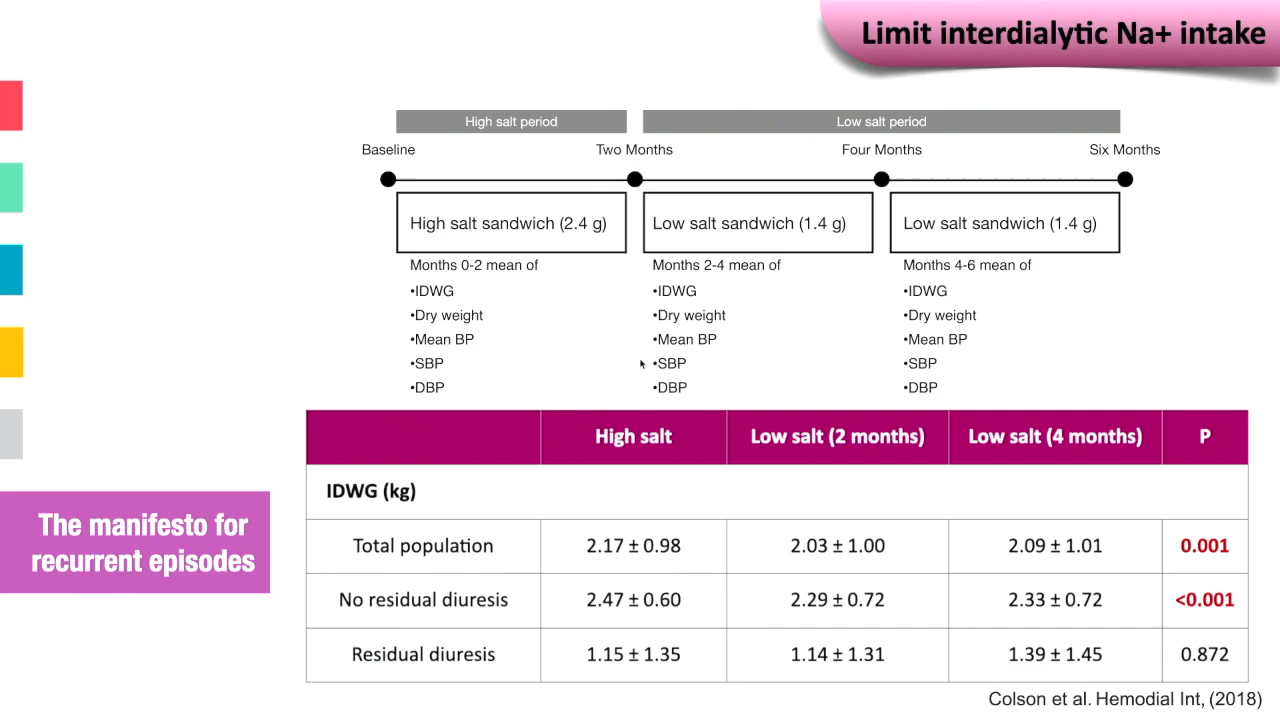 Limit interdialytic Na+ intake
High salt period
Low salt period
Baseline
Two Months
Four Months
Six Months
High salt sandwich (2.4 g)
Low salt sandwich (1.4 g)
Low salt sandwich (1.4 g)
Months 0-2 mean of
•IDWG
•Dry weight
•Mean BP
•SBP
•DBP
Months 2-4 mean of
•IDWG
•Dry weight
•Mean BP
•SBP
•DBP
Months 4-6 mean of
•IDWG
•Dry weight
•Mean BP
•SBP
•DBP
The manifesto for
recurrent episodes
High salt Low salt (2 months) Low salt (4 months) P
IDWG (kg)
Total population 2.17 ± 0.98 2.03 ± 1.00 2.09 ± 1.01 0.001
No residual diuresis 2.47 ± 0.60 2.29 ± 0.72 2.33 ± 0.72 <0.001
Residual diuresis 1.15 ± 1.35 1.14 ± 1.31 1.39 ± 1.45 0.872
Colson et al. Hemodial Int, (2018)